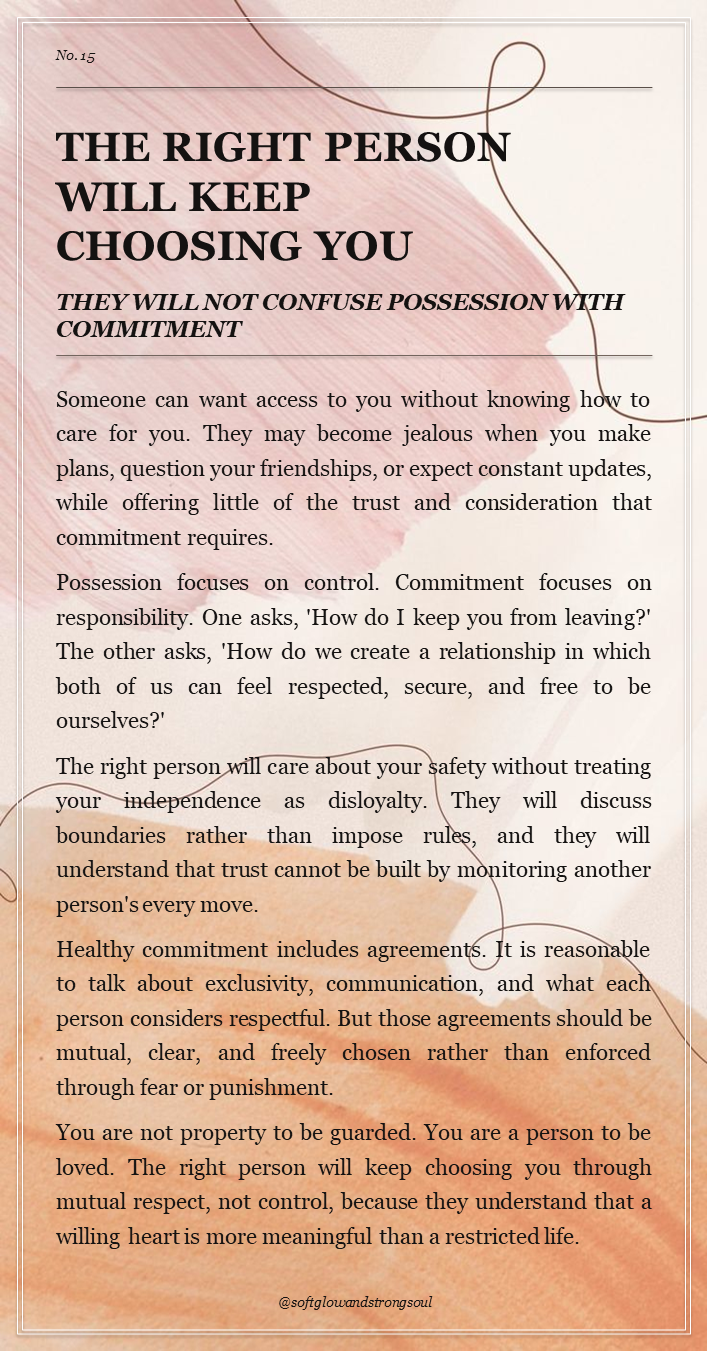 No.15
THE RIGHT PERSON
WILL KEEP
CHOOSING YOU
THEY WILL NOT CONFUSE POSSESSION WITH
COMMITMENT
Someone can want access to you without knowing how to
care for you. They may become jealous when you make
plans, question your friendships, or expect constant updates,
while offering little of the trust and consideration that
commitment requires.
Possession focuses on control. Commitment focuses on
responsibility. One asks, 'How do I keep you from leaving?'
The other asks, 'How do we create a relationship in which
both of us can feel respected, secure, and free to be
ourselves?'
The right person will care about your safety without treating
your independence as disloyalty. They will discuss
boundaries rather than impose rules, and they will
understand that trust cannot be built by monitoring another
person's every move.
Healthy commitment includes agreements. It is reasonable
to talk about exclusivity, communication, and what each
person considers respectful. But those agreements should be
mutual, clear, and freely chosen rather than enforced
through fear or punishment.
You are not property to be guarded. You are a person to be
loved. The right person will keep choosing you through
mutual respect, not control, because they understand that a
willing heart is more meaningful than a restricted life.
@softglowandstrongsoul